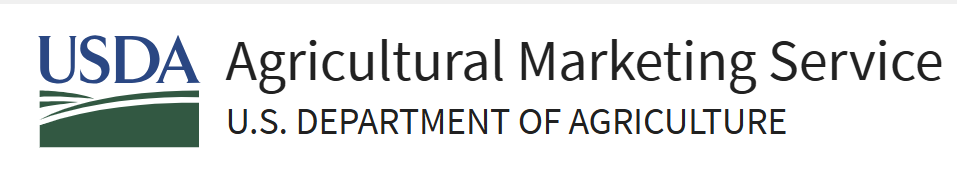 USDA
Agricultural Marketing Service
U.S. DEPARTMENT OF AGRICULTURE